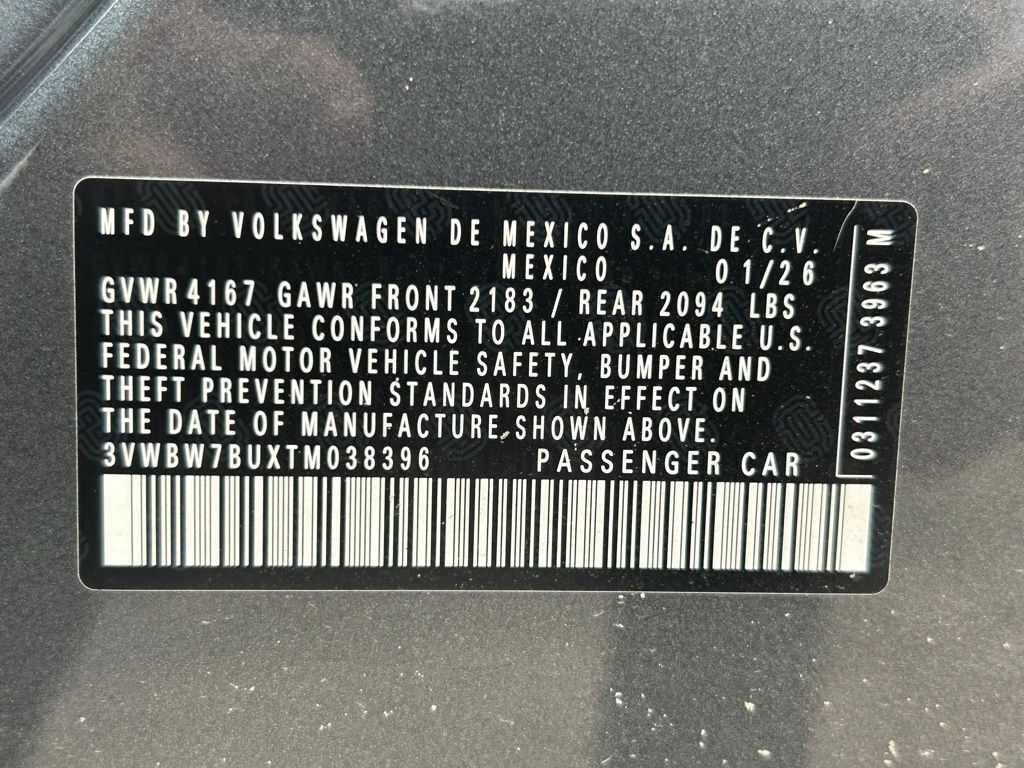 MFD BY VOLKSWAGEN DE MEXICO S.A. DE C.V.
MEXICO 01/26
GVWR 4167 GAWR FRONT 2183 / REAR 2094 LBS
THIS VEHICLE CONFORMS TO ALL APPLICABLE U.S.
FEDERAL MOTOR VEHICLE SAFETY, BUMPER AND
THEFT PREVENTION STANDARDS IN EFFECT ON
THE DATE OF MANUFACTURE SHOWN ABOVE.
3VWBW7BUXTM038396 PASSENGER CAR
0311237 3963 M